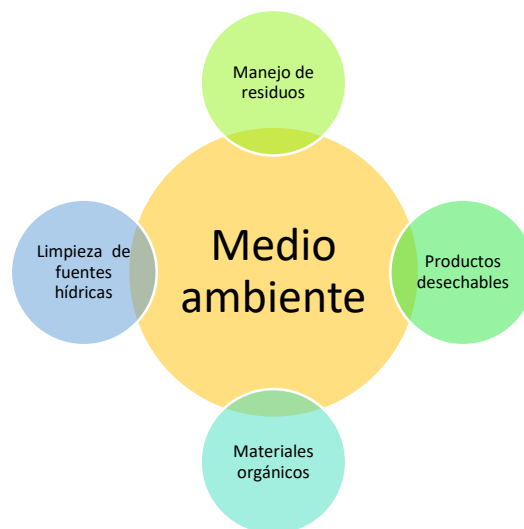 Manejo de
residuos
Medio
ambiente
Limpieza de
fuentes
hídricas
Productos
desechables
Materiales
orgánicos